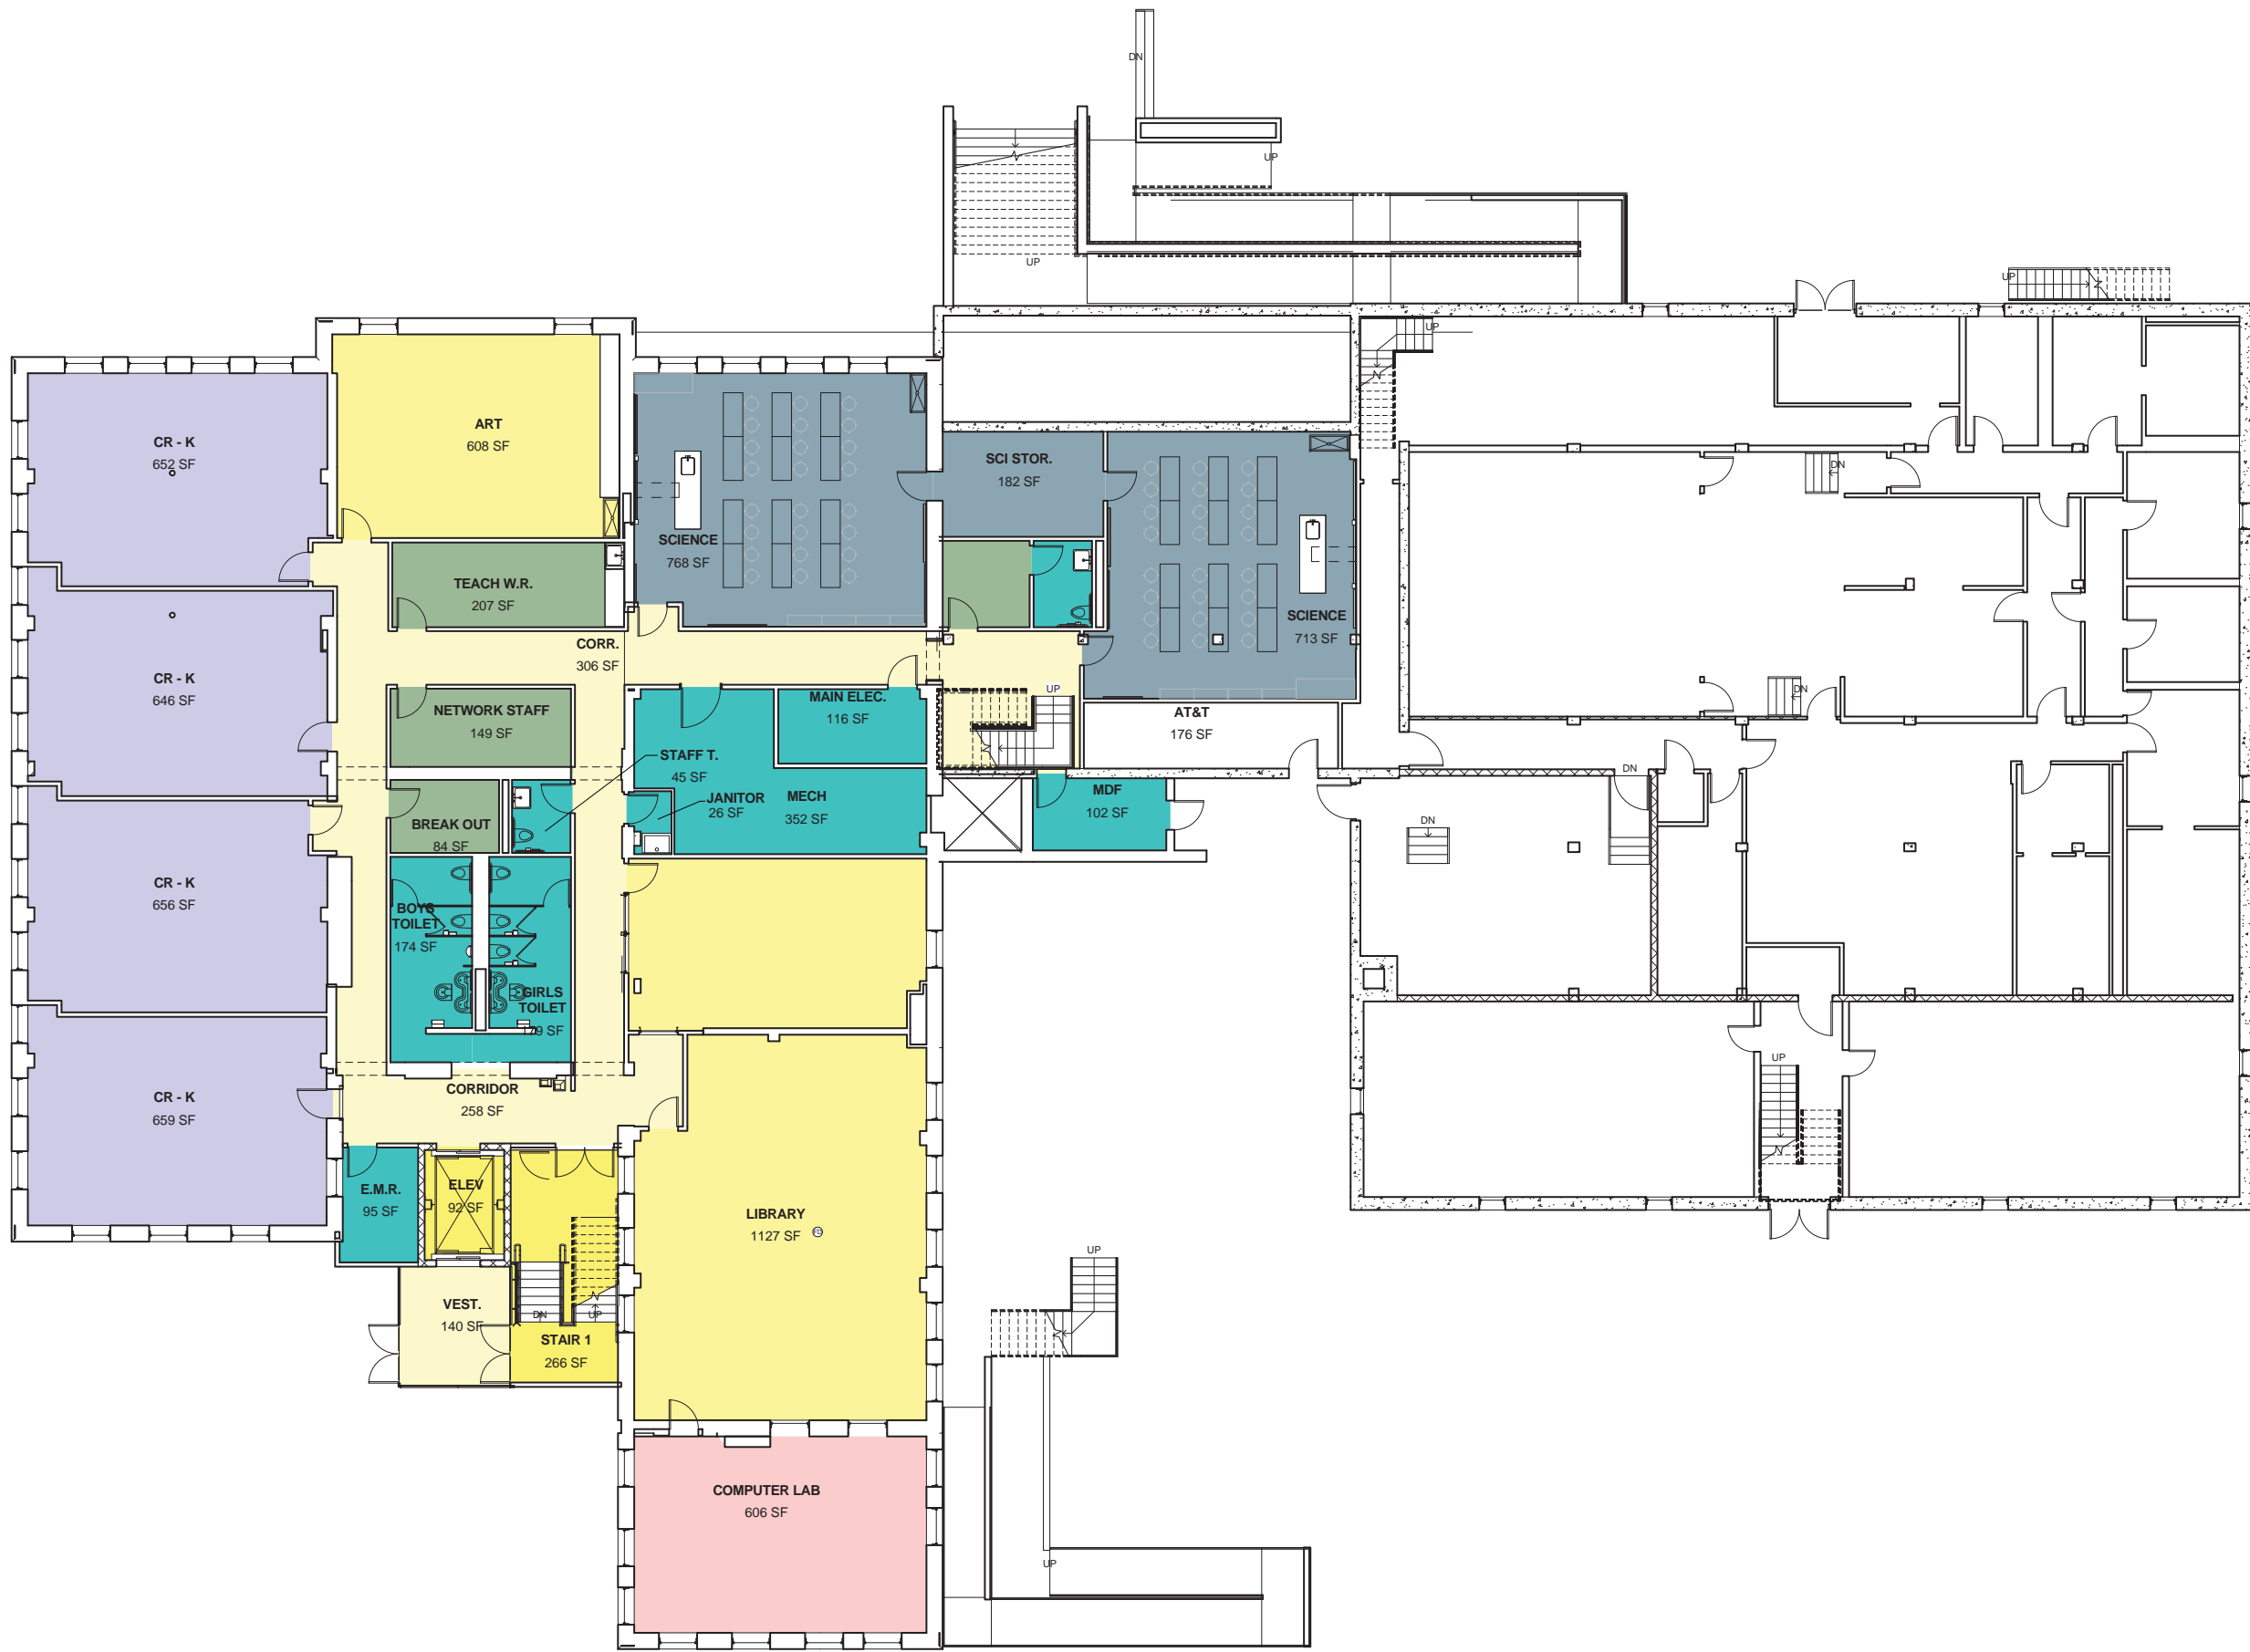 DN
UP
UP
UP
UP
ART
608 SF
CR - K
652 SF
SCI STOR.
182 SF
DN
SCIENCE
768 SF
TEACH W.R.
207 SF
SCIENCE
713 SF
CORR.
306 SF
CR - K
646 SF
UP
DN
MAIN ELEC.
116 SF
NETWORK STAFF
149 SF
AT&T
176 SF
STAFF T.
45 SF
DN
JANITOR
26 SF
MECH
352 SF
MDF
102 SF
BREAK OUT
84 SF
DN
CR - K
656 SF
BOYS
TOILET
174 SF
GIRLS
TOILET
179 SF
UP
CORRIDOR
258 SF
CR - K
659 SF
E.M.R.
95 SF
ELEV
92 SF
LIBRARY
1127 SF
UP
VEST.
140 SF
DN
UP
STAIR 1
266 SF
COMPUTER LAB
606 SF
UP